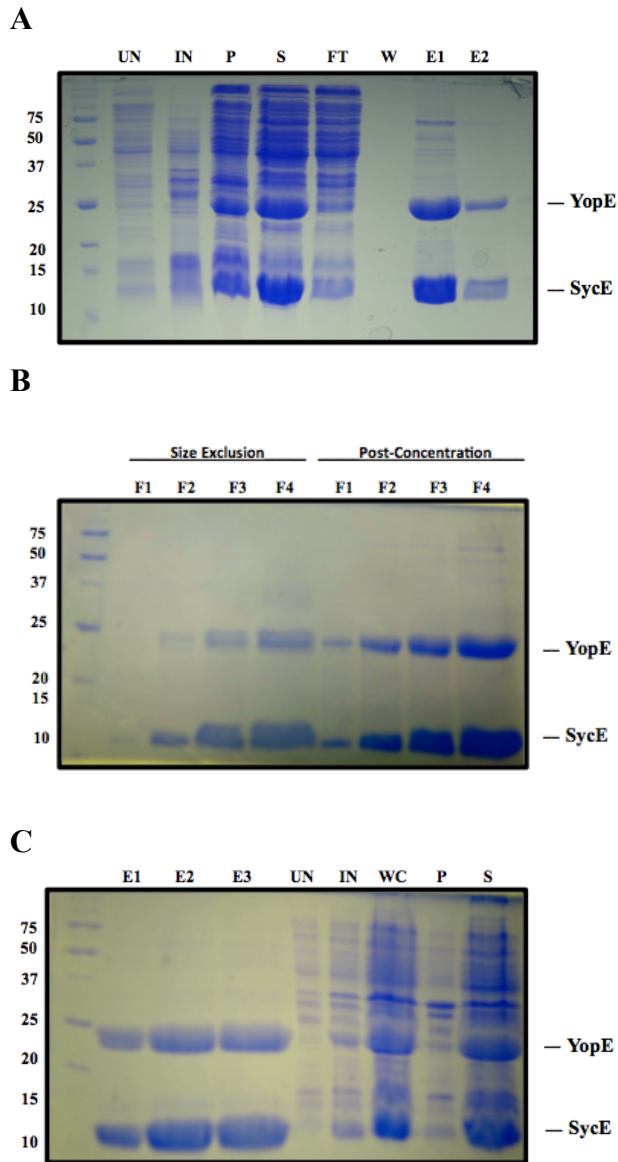 A
UN IN P S FT W E1 E2
75
50
37
25
20
15
10
— YopE
— SycE
B
Size Exclusion Post-Concentration
F1 F2 F3 F4 F1 F2 F3 F4
75
50
37
25
20
15
10
— YopE
— SycE
C
E1 E2 E3 UN IN WC P S
75
50
37
25
20
15
10
— YopE
— SycE